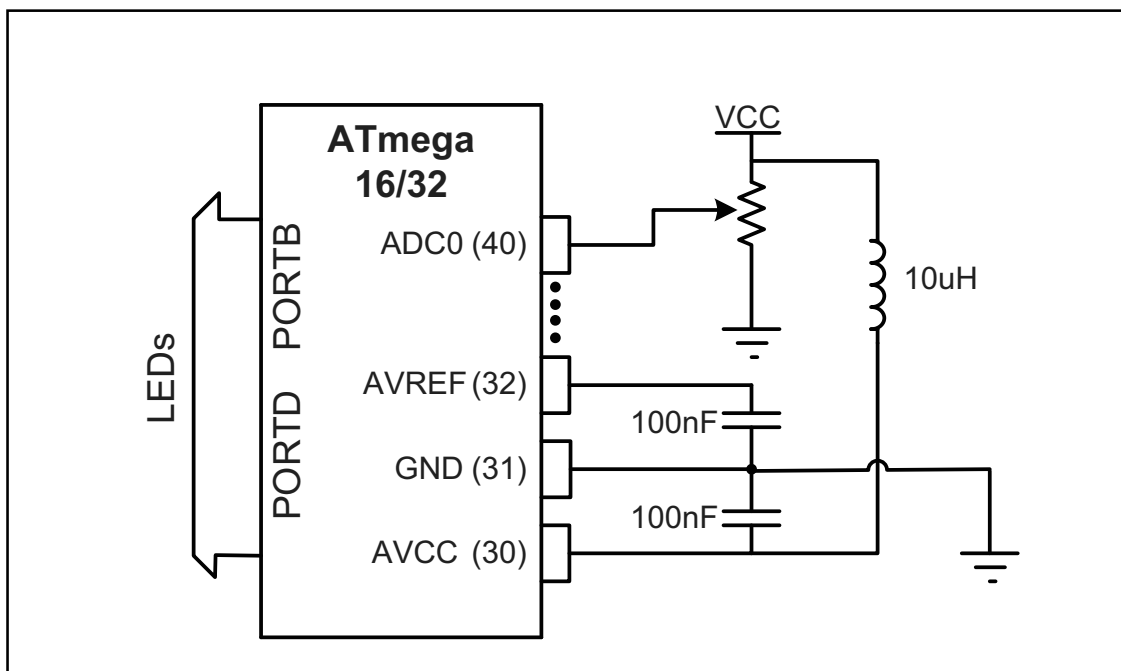 ATmega
16/32
VCC
ADC0 (40)
PORTB
10uH
LEDs
AVREF (32)
100nF
PORTD
GND (31)
100nF
AVCC (30)